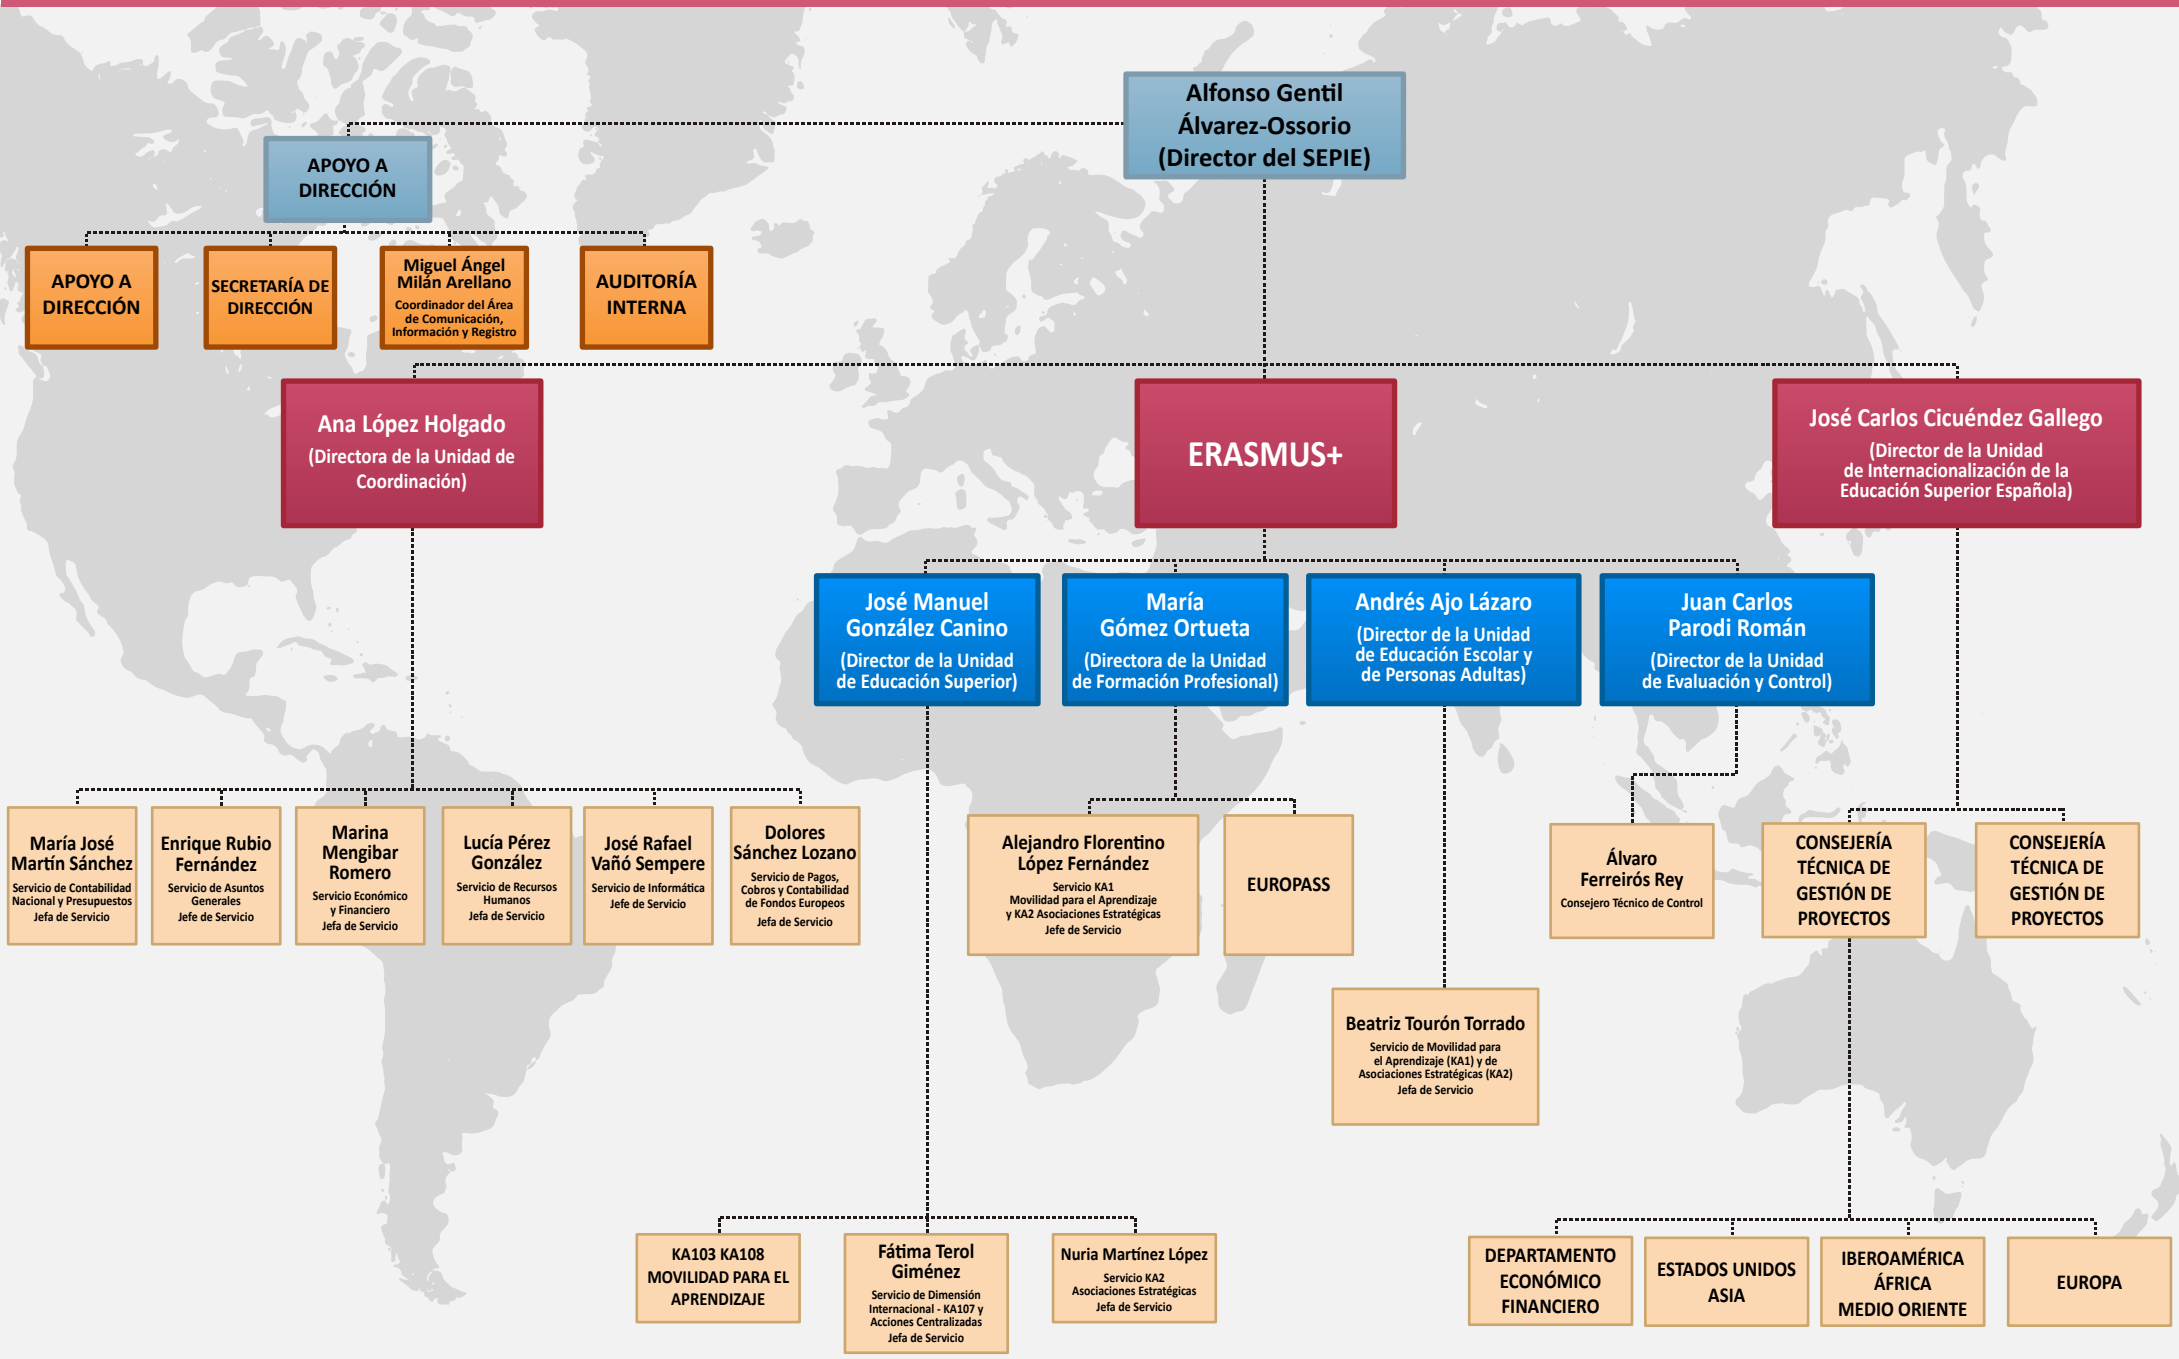 Alfonso Gentil
Álvarez-Ossorio
(Director del SEPIE)
APOYO A
DIRECCIÓN
APOYO A
DIRECCIÓN
SECRETARÍA DE
DIRECCIÓN
Miguel Ángel
Milán Arellano
Coordinador del Área
de Comunicación,
Información y Registro
AUDITORÍA
INTERNA
Ana López Holgado
(Directora de la Unidad de
Coordinación)
ERASMUS+
José Carlos Cicuéndez Gallego
(Director de la Unidad
de Internacionalización de la
Educación Superior Española)
José Manuel
González Canino
(Director de la Unidad
de Educación Superior)
María
Gómez Ortueta
(Directora de la Unidad
de Formación Profesional)
Andrés Ajo Lázaro
(Director de la Unidad
de Educación Escolar y
de Personas Adultas)
Juan Carlos
Parodi Román
(Director de la Unidad
de Evaluación y Control)
María José
Martín Sánchez
Servicio de Contabilidad
Nacional y Presupuestos
Jefa de Servicio
Enrique Rubio
Fernández
Servicio de Asuntos
Generales
Jefe de Servicio
Marina
Mengibar
Romero
Servicio Económico
y Financiero
Jefa de Servicio
Lucía Pérez
González
Servicio de Recursos
Humanos
Jefa de Servicio
José Rafael
Vañó Sempere
Servicio de Informática
Jefe de Servicio
Dolores
Sánchez Lozano
Servicio de Pagos,
Cobros y Contabilidad
de Fondos Europeos
Jefa de Servicio
Alejandro Florentino
López Fernández
Servicio KA1
Movilidad para el Aprendizaje
y KA2 Asociaciones Estratégicas
Jefe de Servicio
EUROPASS
Álvaro
Ferreirós Rey
Consejero Técnico de Control
CONSEJERÍA
TÉCNICA DE
GESTIÓN DE
PROYECTOS
CONSEJERÍA
TÉCNICA DE
GESTIÓN DE
PROYECTOS
Beatriz Tourón Torrado
Servicio de Movilidad para
el Aprendizaje (KA1) y de
Asociaciones Estratégicas (KA2)
Jefa de Servicio
KA103 KA108
MOVILIDAD PARA EL
APRENDIZAJE
Fátima Terol
Giménez
Servicio de Dimensión
Internacional - KA107 y
Acciones Centralizadas
Jefa de Servicio
Nuria Martínez López
Servicio KA2
Asociaciones Estratégicas
Jefa de Servicio
DEPARTAMENTO
ECONÓMICO
FINANCIERO
ESTADOS UNIDOS
ASIA
IBEROAMÉRICA
ÁFRICA
MEDIO ORIENTE
EUROPA